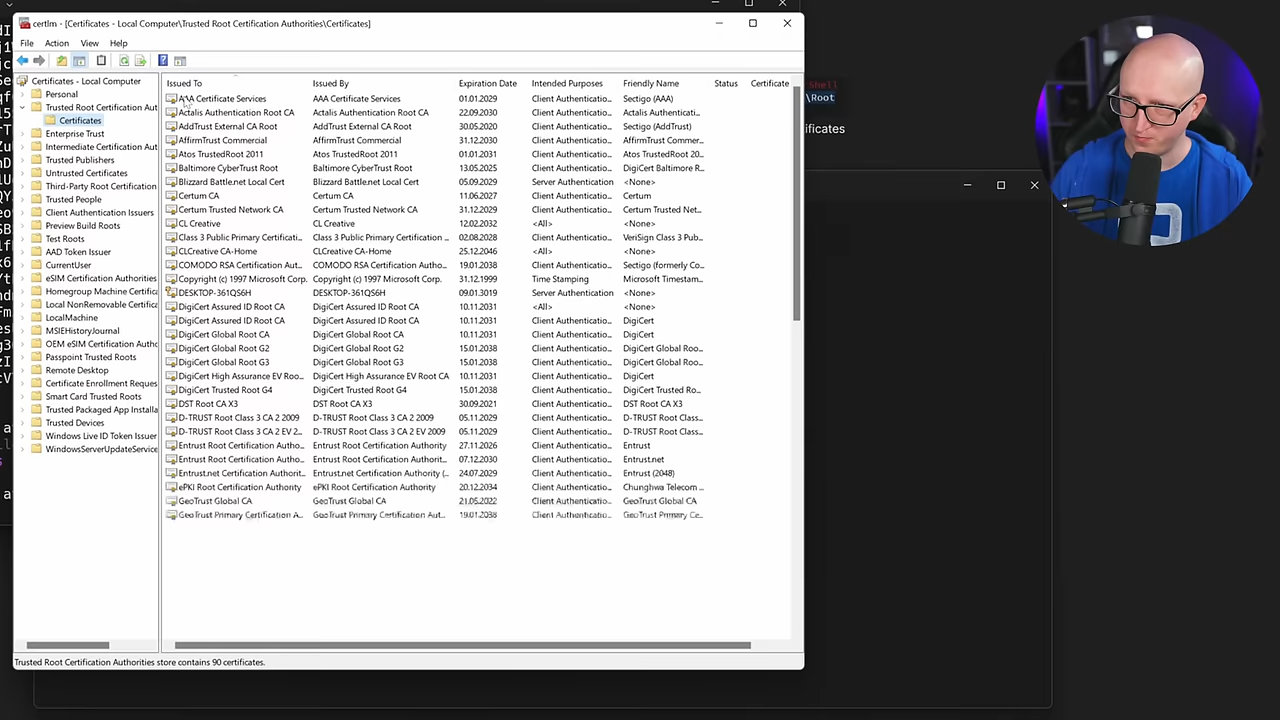 certlm - [Certificates - Local Computer\Trusted Root Certification Authorities\Certificates]
File Action View Help
Certificates - Local Computer
Personal
Trusted Root Certification Aut
Certificates
Enterprise Trust
Intermediate Certification Aut
Trusted Publishers
Untrusted Certificates
Third-Party Root Certification
Trusted People
Client Authentication Issuers
Preview Build Roots
Test Roots
AAD Token Issuer
CurrentUser
eSIM Certification Authorities
Homegroup Machine Certifica
Local NonRemovable Certifica
LocalMachine
MSIEHistoryJournal
OEM eSIM Certification Autho
Passpoint Trusted Roots
Remote Desktop
Certificate Enrollment Reques
Smart Card Trusted Roots
Trusted Packaged App Installa
Trusted Devices
Windows Live ID Token Issuer
WindowsServerUpdateService
Issued To Issued By Expiration Date Intended Purposes Friendly Name Status Certificate
AAA Certificate Services AAA Certificate Services 01.01.2029 Client Authenticatio... Sectigo (AAA)
Actalis Authentication Root CA Actalis Authentication Root CA 22.09.2030 Client Authenticatio... Actalis Authenticati...
AddTrust External CA Root AddTrust External CA Root 30.05.2020 Client Authenticatio... Sectigo (AddTrust)
AffirmTrust Commercial AffirmTrust Commercial 31.12.2030 Client Authenticatio... AffirmTrust Commer...
Atos TrustedRoot 2011 Atos TrustedRoot 2011 01.01.2031 Client Authenticatio... Atos TrustedRoot 20...
Baltimore CyberTrust Root Baltimore CyberTrust Root 13.05.2025 Client Authenticatio... DigiCert Baltimore R...
Blizzard Battle.net Local Cert Blizzard Battle.net Local Cert 05.09.2029 Server Authentication <None>
Certum CA Certum CA 11.06.2027 Client Authenticatio... Certum
Certum Trusted Network CA Certum Trusted Network CA 31.12.2029 Client Authenticatio... Certum Trusted Net...
CL Creative CL Creative 12.02.2032 <All> <None>
Class 3 Public Primary Certificati... Class 3 Public Primary Certification ... 02.08.2028 Client Authenticatio... VeriSign Class 3 Pub...
CLCreative CA-Home CLCreative CA-Home 25.12.2046 <All> <None>
COMODO RSA Certification Aut... COMODO RSA Certification Autho... 19.01.2038 Client Authenticatio... Sectigo (formerly Co...
Copyright (c) 1997 Microsoft Corp. Copyright (c) 1997 Microsoft Corp. 31.12.1999 Time Stamping Microsoft Timestam...
DESKTOP-361QS6H DESKTOP-361QS6H 09.01.3019 Server Authentication <None>
DigiCert Assured ID Root CA DigiCert Assured ID Root CA 10.11.2031 <All> <None>
DigiCert Assured ID Root CA DigiCert Assured ID Root CA 10.11.2031 Client Authenticatio... DigiCert
DigiCert Global Root CA DigiCert Global Root CA 10.11.2031 Client Authenticatio... DigiCert
DigiCert Global Root G2 DigiCert Global Root G2 15.01.2038 Client Authenticatio... DigiCert Global Roo...
DigiCert Global Root G3 DigiCert Global Root G3 15.01.2038 Client Authenticatio... DigiCert Global Roo...
DigiCert High Assurance EV Roo... DigiCert High Assurance EV Root CA 10.11.2031 Client Authenticatio... DigiCert
DigiCert Trusted Root G4 DigiCert Trusted Root G4 15.01.2038 Client Authenticatio... DigiCert Trusted Ro...
DST Root CA X3 DST Root CA X3 30.09.2021 Client Authenticatio... DST Root CA X3
D-TRUST Root Class 3 CA 2 2009 D-TRUST Root Class 3 CA 2 2009 05.11.2029 Client Authenticatio... D-TRUST Root Class...
D-TRUST Root Class 3 CA 2 EV 2... D-TRUST Root Class 3 CA 2 EV 2009 05.11.2029 Client Authenticatio... D-TRUST Root Class...
Entrust Root Certification Autho... Entrust Root Certification Authority 27.11.2026 Client Authenticatio... Entrust
Entrust Root Certification Autho... Entrust Root Certification Authority... 07.12.2030 Client Authenticatio... Entrust.net
Entrust.net Certification Authorit... Entrust.net Certification Authority (... 24.07.2029 Client Authenticatio... Entrust (2048)
ePKI Root Certification Authority ePKI Root Certification Authority 20.12.2034 Client Authenticatio... Chunghwa Telecom ...
GeoTrust Global CA GeoTrust Global CA 21.05.2022 Client Authenticatio... GeoTrust Global CA
GeoTrust Primary Certification A... GeoTrust Primary Certification Aut... 19.01.2038 Client Authenticatio... GeoTrust Primary Ce...
Trusted Root Certification Authorities store contains 90 certificates.
Shell
\Root
ificates